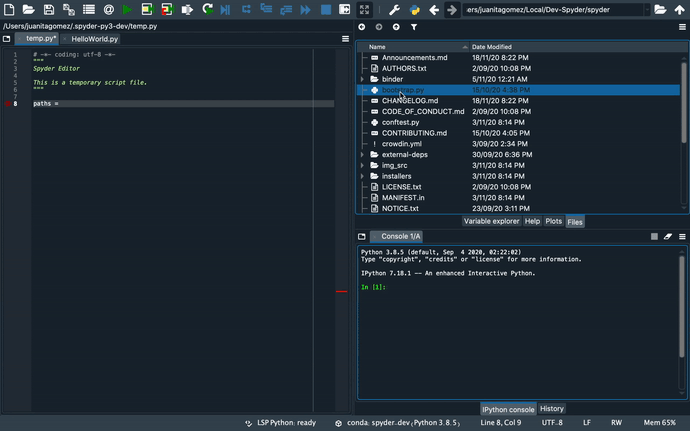 ers/juanitagomez/Local/Dev-Spyder/spyder
/Users/juanitagomez/.spyder-py3-dev/temp.py
temp.py*
HelloWorld.py
1 # -*- coding: utf-8 -*-
2 """
3 Spyder Editor
4
5 This is a temporary script file.
6 """
7
8 paths =
Name Date Modified
Announcements.md 18/11/20 8:22 PM
AUTHORS.txt 2/09/20 10:08 PM
binder 5/11/20 12:21 AM
bootstrap.py 15/10/20 4:38 PM
CHANGELOG.md 18/11/20 8:22 PM
CODE_OF_CONDUCT.md 2/09/20 10:08 PM
conftest.py 3/11/20 8:14 PM
CONTRIBUTING.md 15/10/20 4:05 PM
crowdin.yml 3/09/20 2:34 PM
external-deps 30/09/20 6:36 PM
img_src 3/11/20 8:14 PM
installers 3/11/20 8:14 PM
LICENSE.txt 2/09/20 10:08 PM
MANIFEST.in 3/11/20 8:14 PM
NOTICE.txt 23/09/20 3:11 PM
Variable explorer Help Plots Files
Console 1/A
Python 3.8.5 (default, Sep  4 2020, 02:22:02)
Type "copyright", "credits" or "license" for more information.
IPython 7.18.1 -- An enhanced Interactive Python.
In [1]:
IPython console History
LSP Python: ready conda: spyder-dev (Python 3.8.5) Line 8, Col 9 UTF-8 LF RW Mem 65%